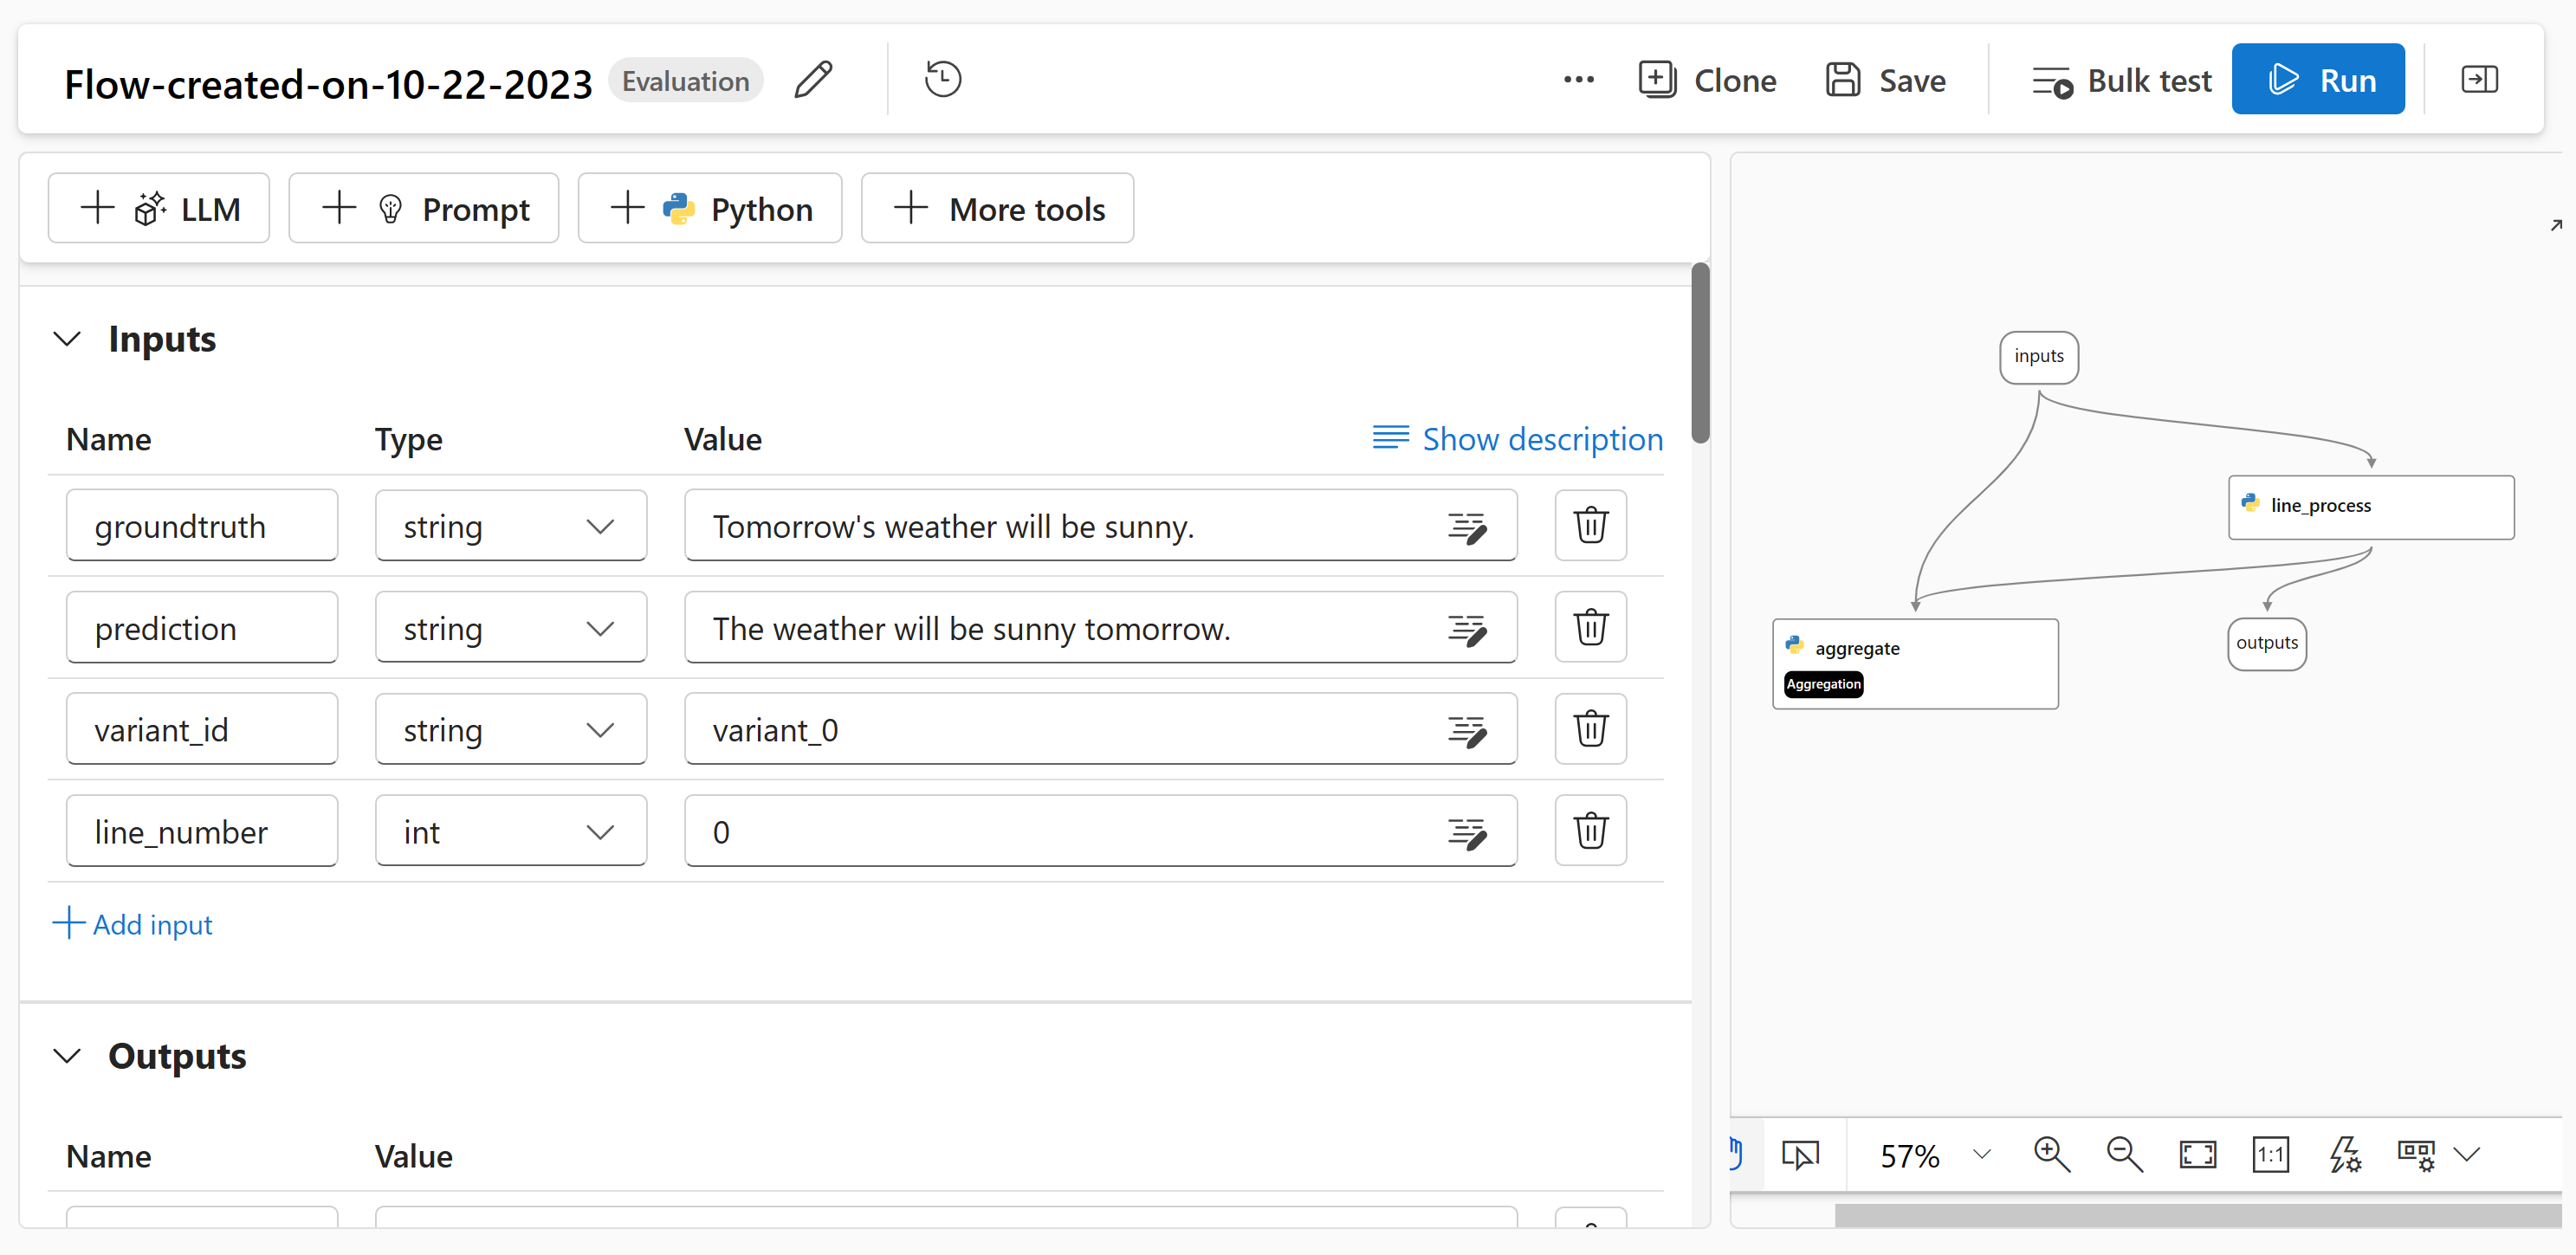 Flow-created-on-10-22-2023 Evaluation Clone Save Bulk test Run
LLM Prompt Python More tools
Inputs
Name Type Value Show description
groundtruth string Tomorrow's weather will be sunny.
prediction string The weather will be sunny tomorrow.
variant_id string variant_0
line_number int 0
Add input
Outputs
Name Value
inputs
line_process
aggregate
Aggregation
outputs
57% 1:1